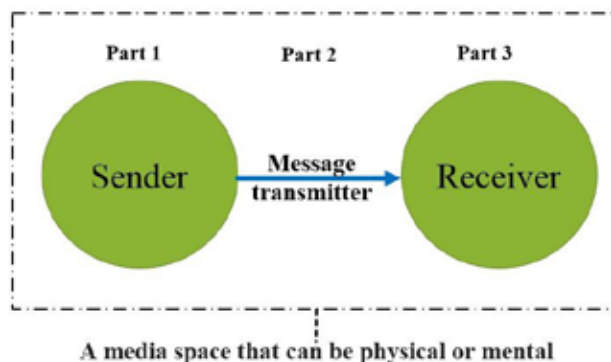 Part 1 Part 2 Part 3
Sender
Message
transmitter
Receiver
A media space that can be physical or mental